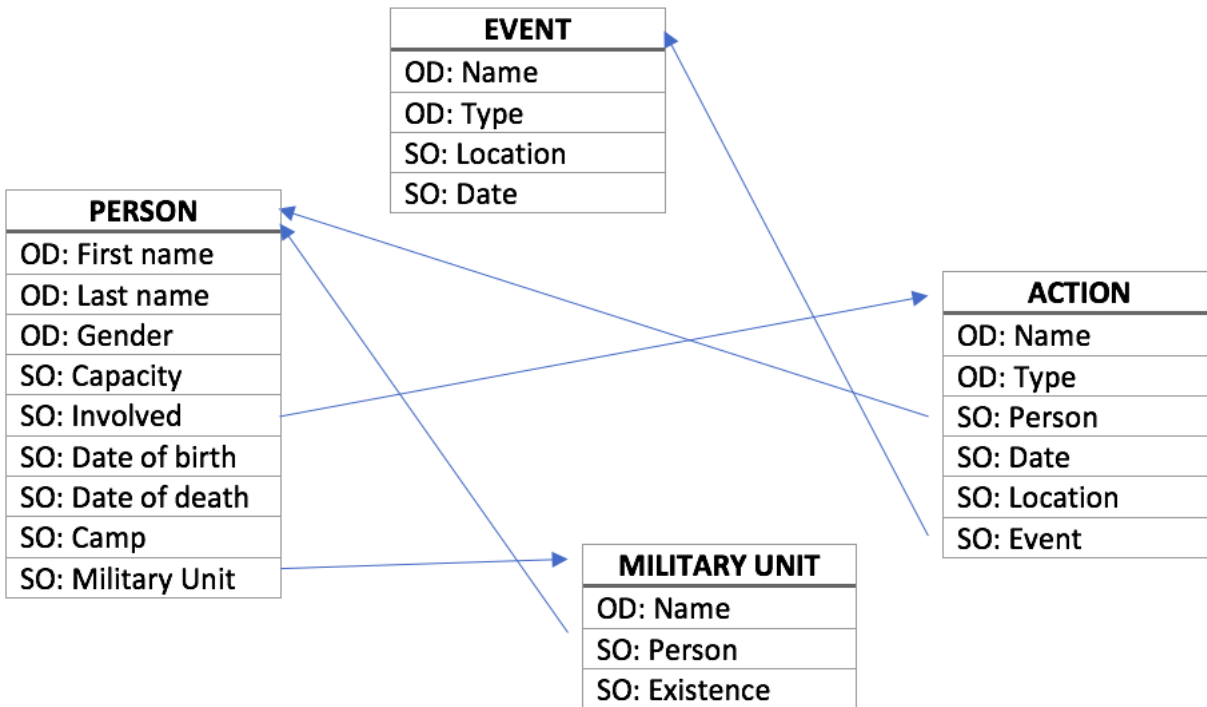 EVENT
OD: Name
OD: Type
SO: Location
SO: Date
PERSON
OD: First name
OD: Last name
OD: Gender
SO: Capacity
SO: Involved
SO: Date of birth
SO: Date of death
SO: Camp
SO: Military Unit
ACTION
OD: Name
OD: Type
SO: Person
SO: Date
SO: Location
SO: Event
MILITARY UNIT
OD: Name
SO: Person
SO: Existence